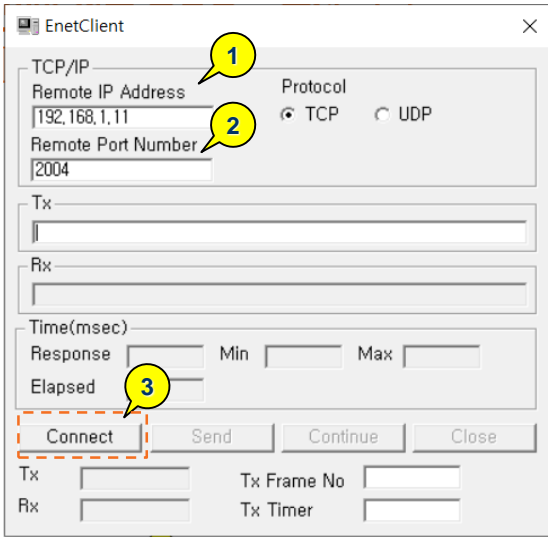 EnetClient
TCP/IP
1
Remote IP Address
Protocol
192,168,1,11
TCP
UDP
2
Remote Port Number
2004
Tx
Rx
Time(msec)
Response
Min
Max
Elapsed
3
Connect
Send
Continue
Close
Tx
Tx Frame No
Rx
Tx Timer